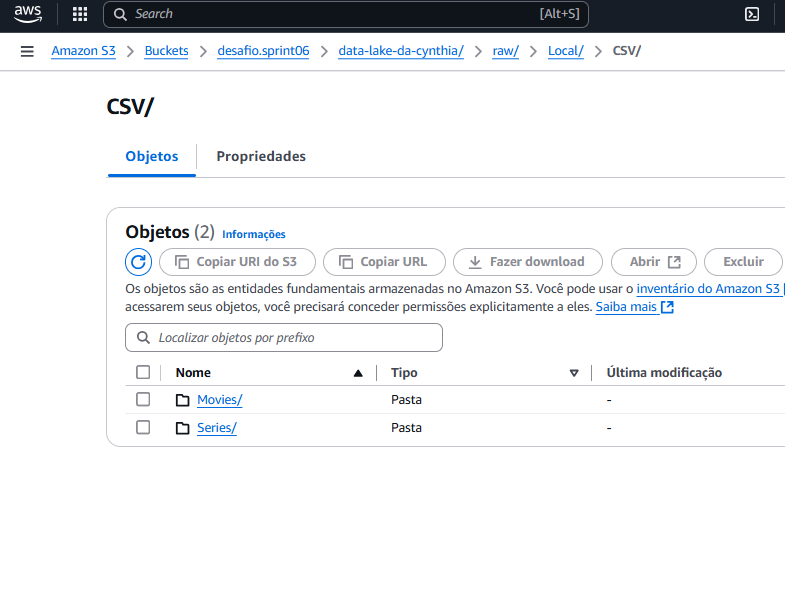 aws Search [Alt+S]
Amazon S3 > Buckets > desafio.sprint06 > data-lake-da-cynthia/ > raw/ > Local/ > CSV/
CSV/
Objetos Propriedades
Objetos (2) Informações
Copiar URI do S3 Copiar URL Fazer download Abrir Excluir
Os objetos são as entidades fundamentais armazenadas no Amazon S3. Você pode usar o inventário do Amazon S3
acessarem seus objetos, você precisará conceder permissões explicitamente a eles. Saiba mais
Localizar objetos por prefixo
Nome Tipo Última modificação
Movies/ Pasta -
Series/ Pasta -